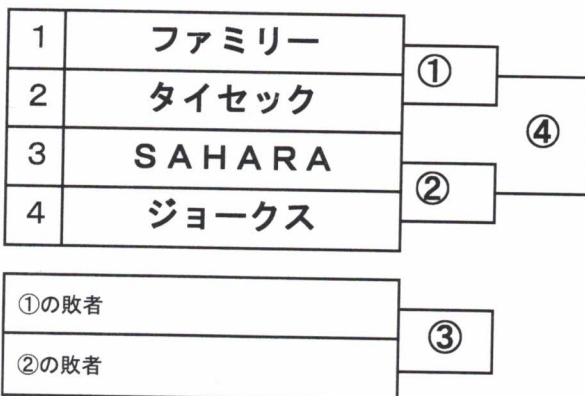 1 ファミリー
①
2 タイセック
④
3 ＳＡＨＡＲＡ
②
4 ジョークス
①の敗者
③
②の敗者